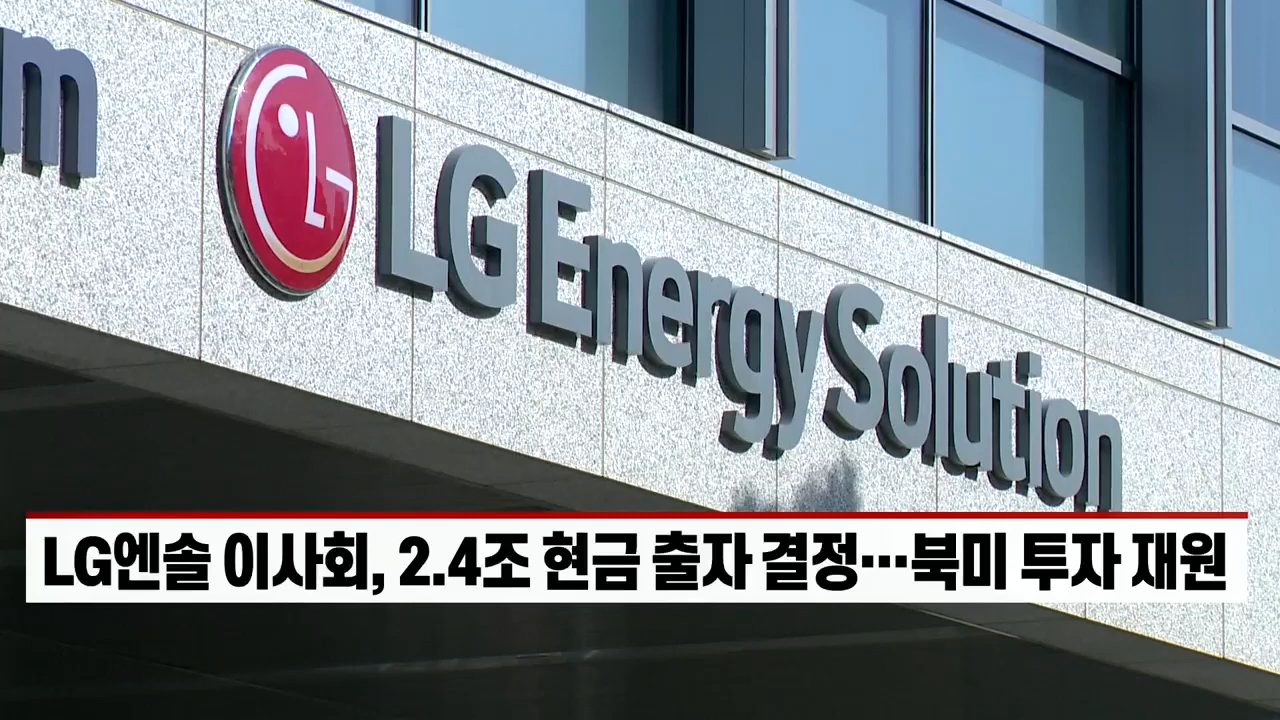 m
LG Energy Solution
LG엔솔 이사회, 2.4조 현금 출자 결정…북미 투자 재원